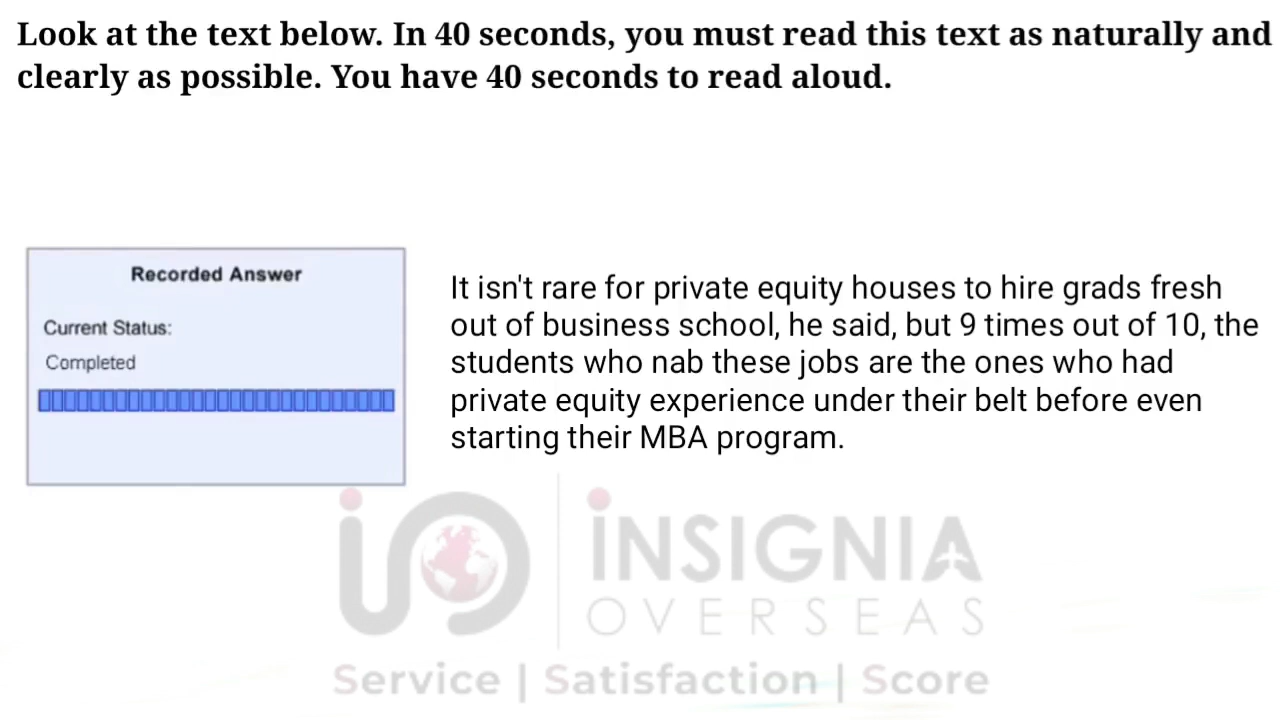 Look at the text below. In 40 seconds, you must read this text as naturally and
clearly as possible. You have 40 seconds to read aloud.
Recorded Answer
Current Status:
Completed
It isn't rare for private equity houses to hire grads fresh
out of business school, he said, but 9 times out of 10, the
students who nab these jobs are the ones who had
private equity experience under their belt before even
starting their MBA program.
iNSIGNIA
OVERSEAS
Service | Satisfaction | Score